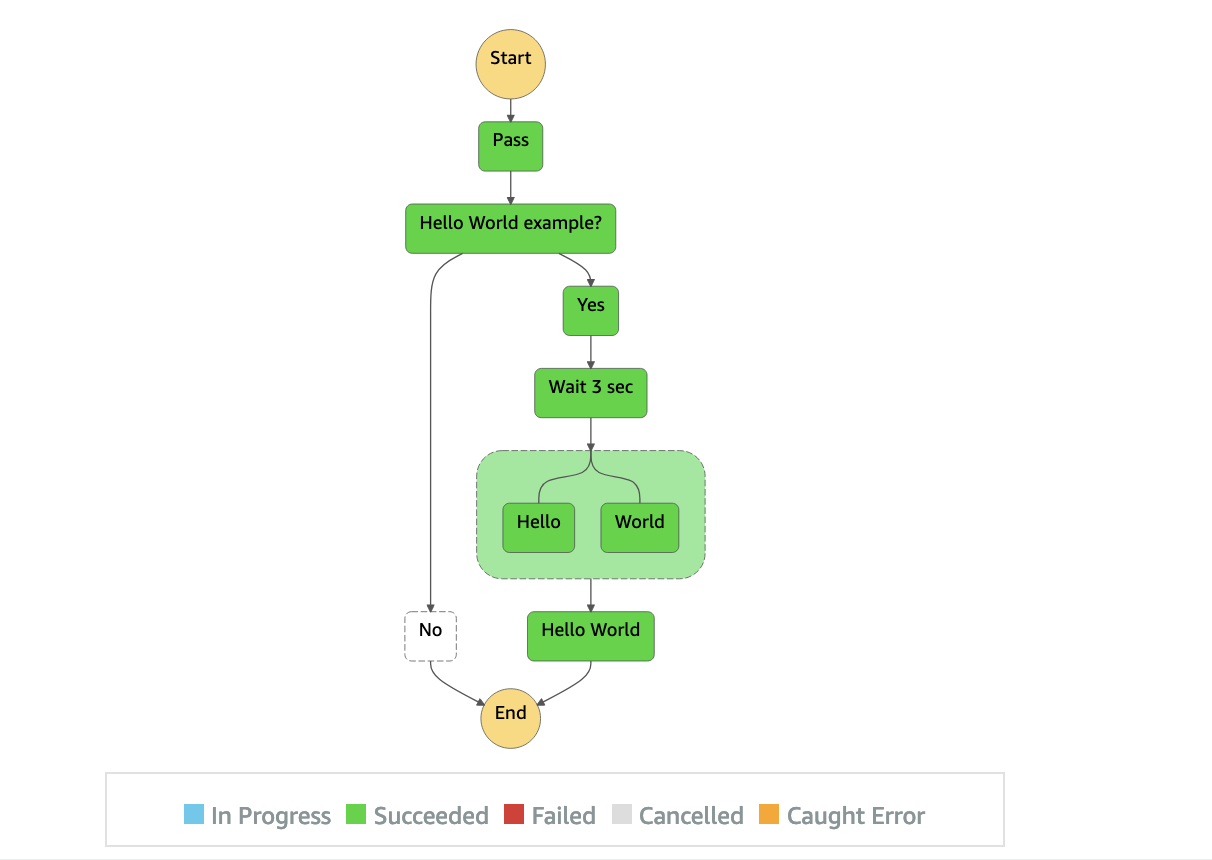 Start
Pass
Hello World example?
Yes
Wait 3 sec
Hello World
No Hello World
End
In Progress Succeeded Failed Cancelled Caught Error